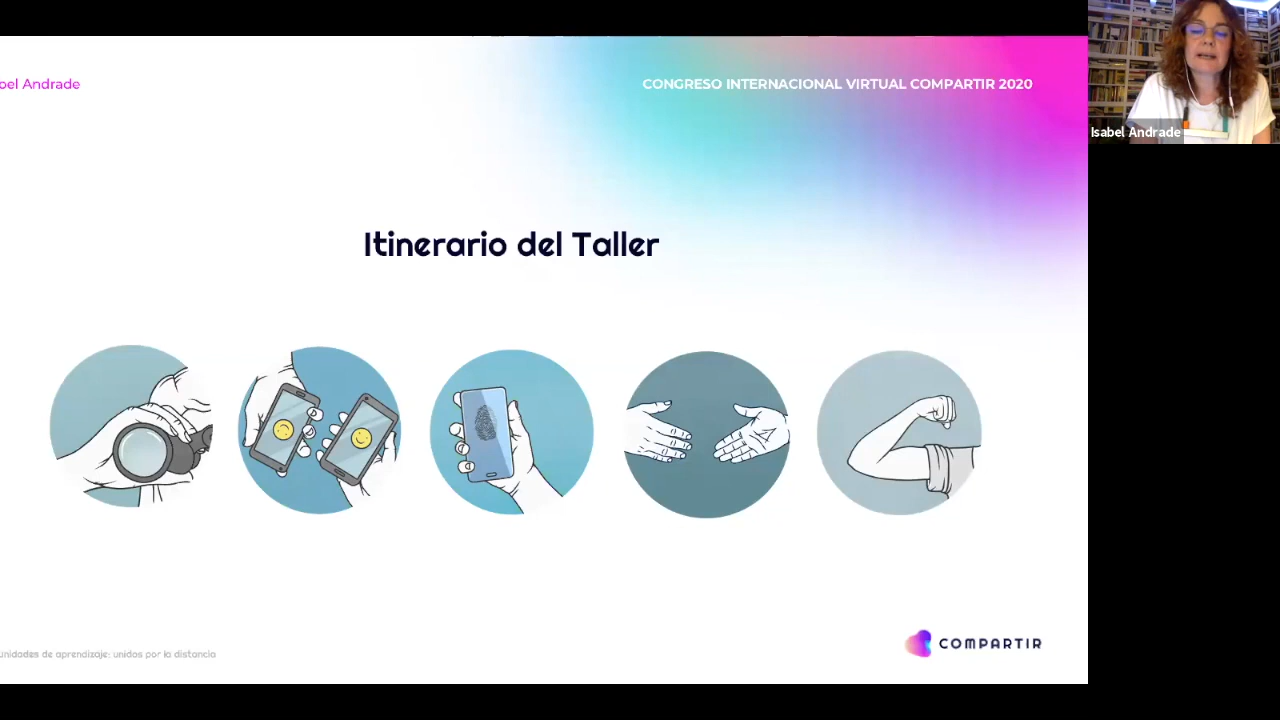 bel Andrade
CONGRESO INTERNACIONAL VIRTUAL COMPARTIR 2020
Isabel Andrade
Itinerario del Taller
unidades de aprendizaje: unidos por la distancia
COMPARTIR